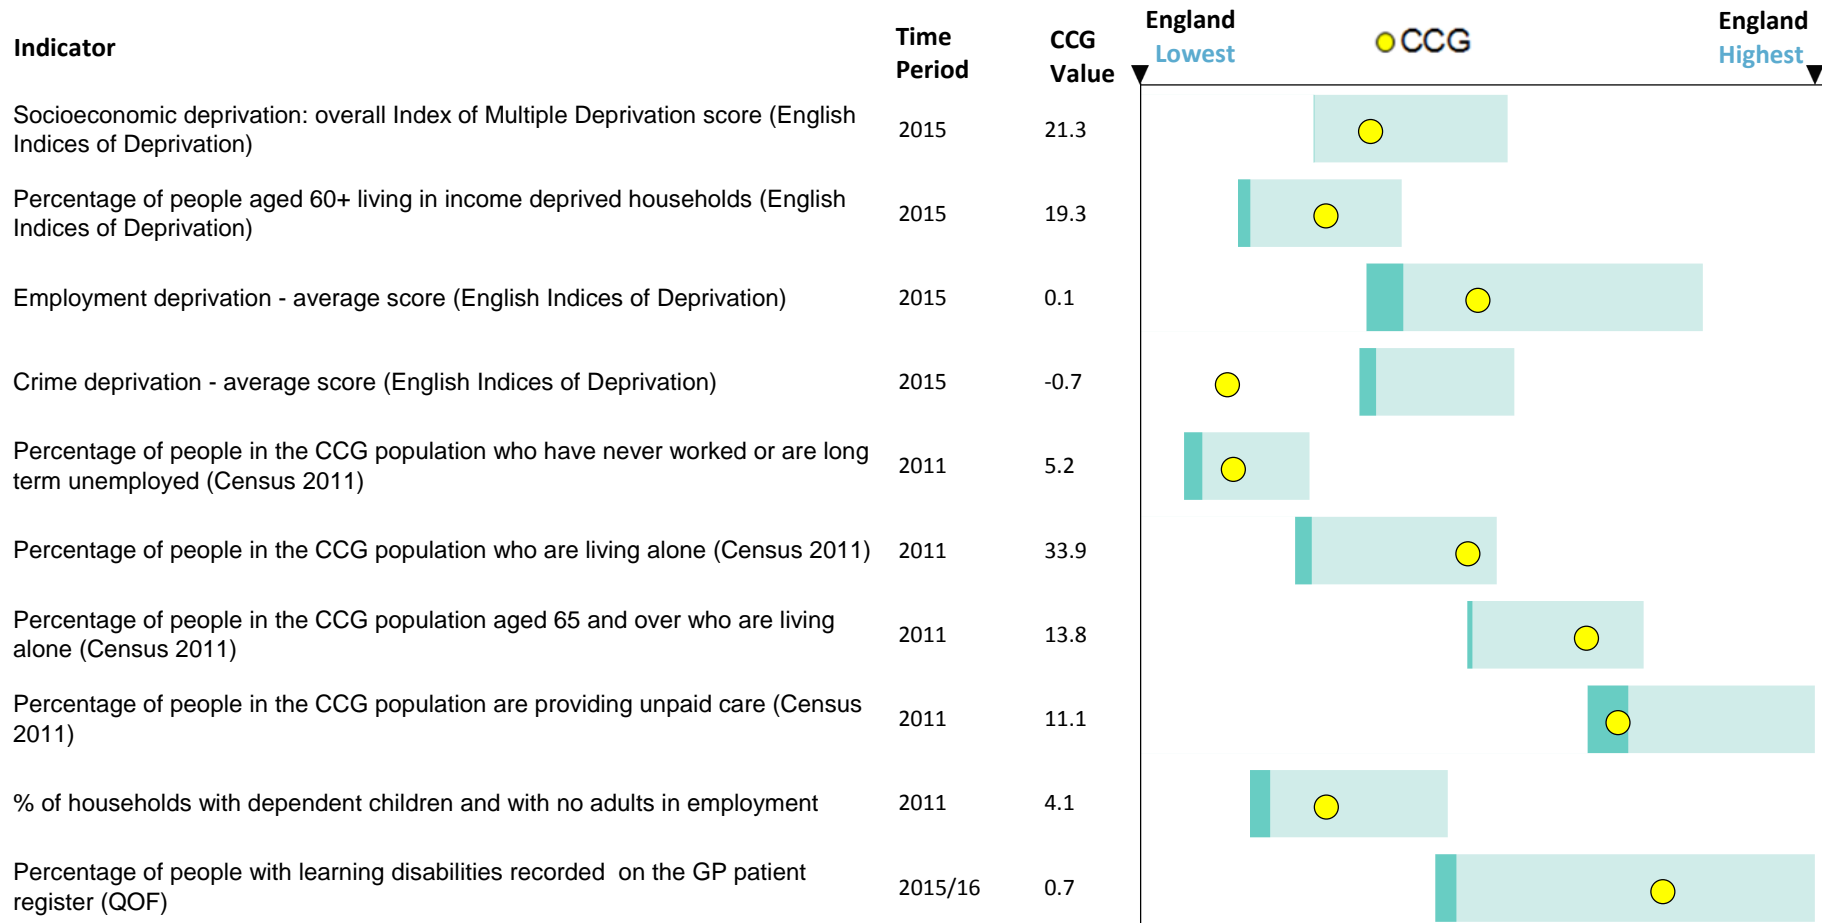 Indicator
Time
Period
CCG
Value
England
Lowest
CCG
England
Highest
Socioeconomic deprivation: overall Index of Multiple Deprivation score (English
Indices of Deprivation)
2015
21.3
Percentage of people aged 60+ living in income deprived households (English
Indices of Deprivation)
2015
19.3
Employment deprivation - average score (English Indices of Deprivation)
2015
0.1
Crime deprivation - average score (English Indices of Deprivation)
2015
-0.7
Percentage of people in the CCG population who have never worked or are long
term unemployed (Census 2011)
2011
5.2
Percentage of people in the CCG population who are living alone (Census 2011)
2011
33.9
Percentage of people in the CCG population aged 65 and over who are living
alone (Census 2011)
2011
13.8
Percentage of people in the CCG population are providing unpaid care (Census
2011)
2011
11.1
% of households with dependent children and with no adults in employment
2011
4.1
Percentage of people with learning disabilities recorded  on the GP patient
register (QOF)
2015/16
0.7